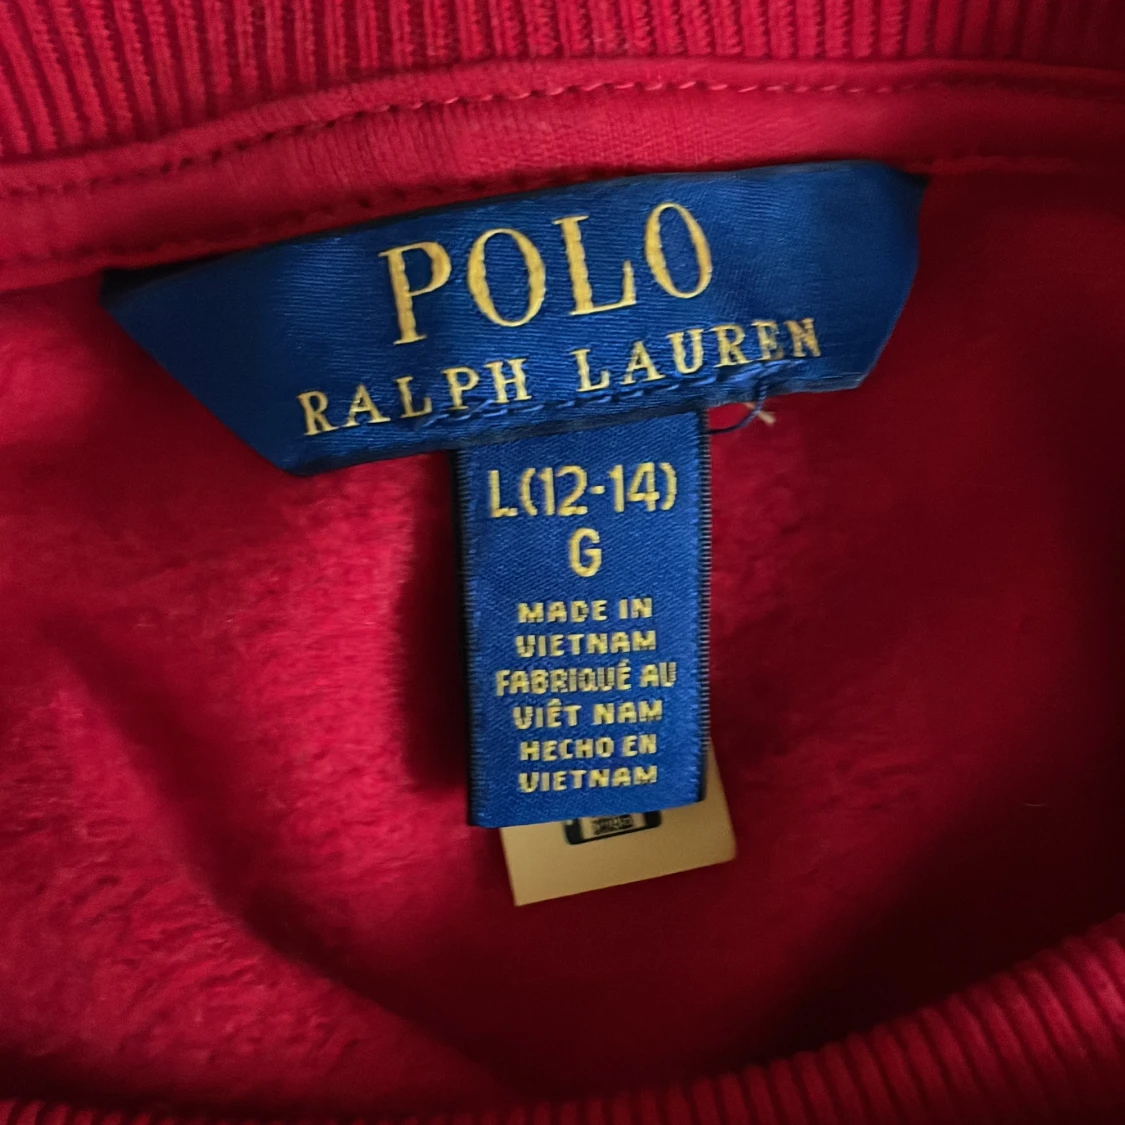 POLO
RALPH LAUREN
L(12-14)
G
MADE IN
VIETNAM
FABRIQUÉ AU
VIÊT NAM
HECHO EN
VIETNAM